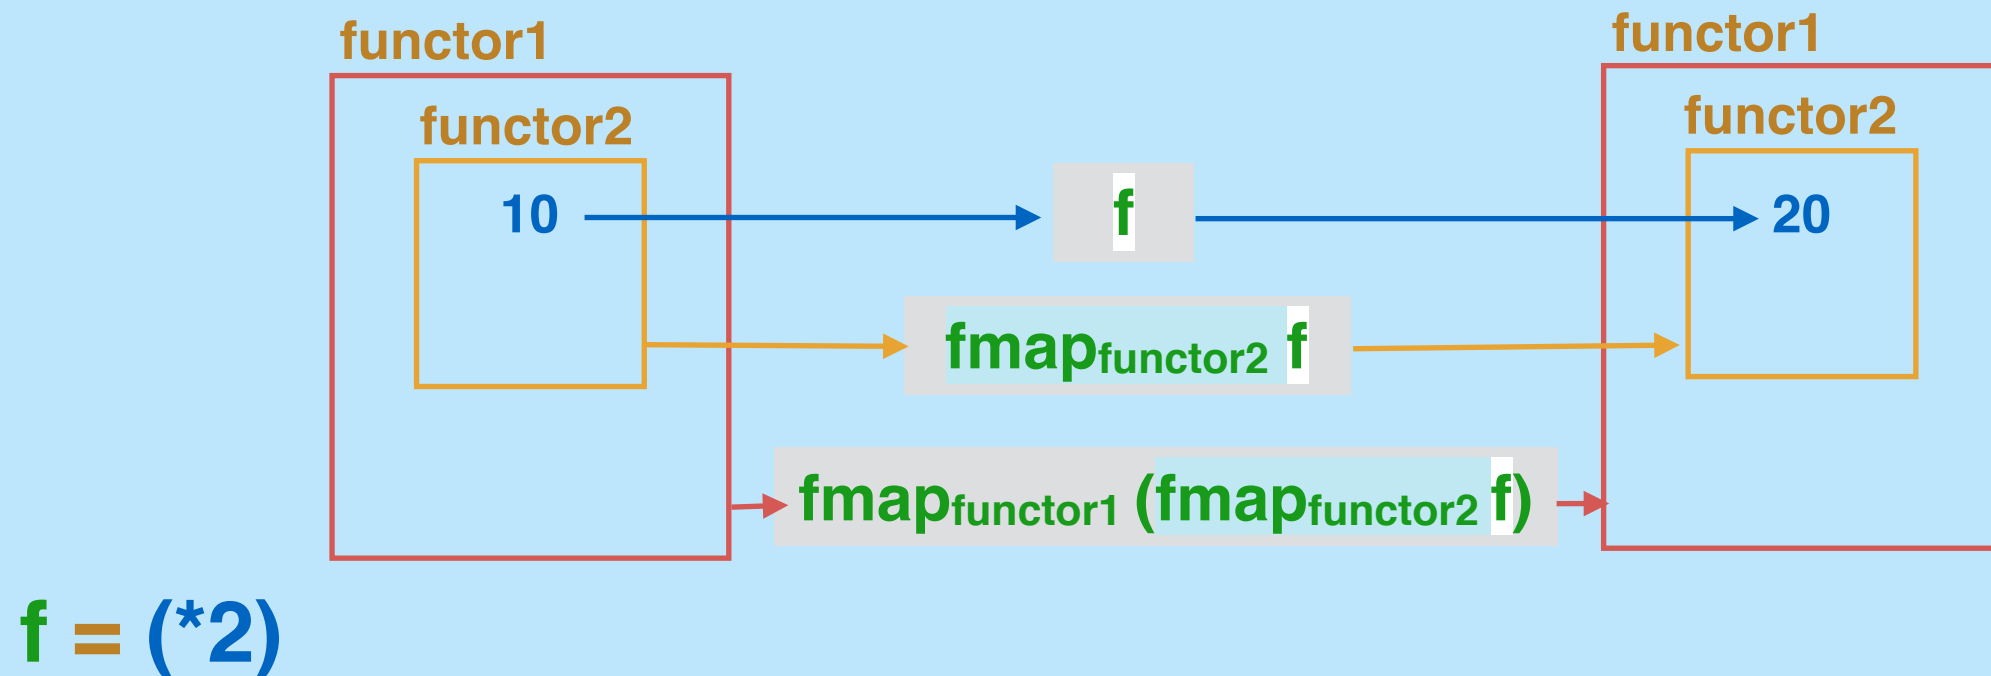 functor1
functor1
functor2
functor2
10
f
20
fmapfunctor2 f
fmapfunctor1 (fmapfunctor2 f)
f = (*2)